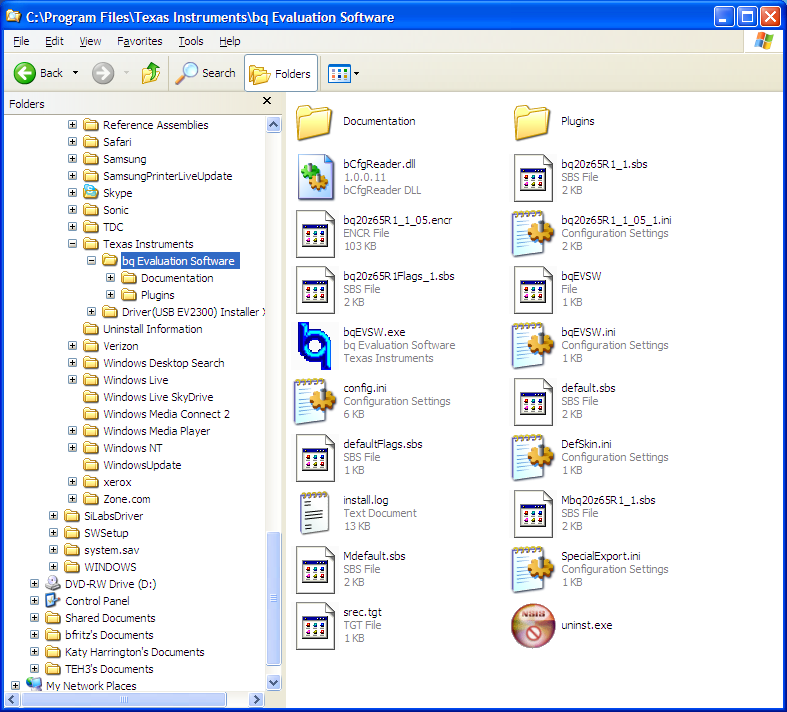 C:\Program Files\Texas Instruments\bq Evaluation Software
File Edit View Favorites Tools Help
Back Search Folders
Folders
Reference Assemblies
Safari
Samsung
SamsungPrinterLiveUpdate
Skype
Sonic
TDC
Texas Instruments
bq Evaluation Software
Documentation
Plugins
Driver(USB EV2300) Installer
Uninstall Information
Verizon
Windows Desktop Search
Windows Live
Windows Live SkyDrive
Windows Media Connect 2
Windows Media Player
Windows NT
WindowsUpdate
xerox
Zone.com
SiLabsDriver
SWSetup
system.sav
WINDOWS
DVD-RW Drive (D:)
Control Panel
Shared Documents
bfritz's Documents
Katy Harrington's Documents
TEH3's Documents
My Network Places
Documentation
Plugins
bCfgReader.dll
1.0.0.11
bCfgReader DLL
bq20z65R1_1.sbs
SBS File
2 KB
bq20z65R1_1_05.encr
ENCR File
103 KB
bq20z65R1_1_05_1.ini
Configuration Settings
2 KB
bq20z65R1Flags_1.sbs
SBS File
2 KB
bqEVSW
File
1 KB
bqEVSW.exe
bq Evaluation Software
Texas Instruments
bqEVSW.ini
Configuration Settings
1 KB
config.ini
Configuration Settings
6 KB
default.sbs
SBS File
2 KB
defaultFlags.sbs
SBS File
1 KB
DefSkin.ini
Configuration Settings
1 KB
install.log
Text Document
13 KB
Mbq20z65R1_1.sbs
SBS File
2 KB
Mdefault.sbs
SBS File
2 KB
SpecialExport.ini
Configuration Settings
1 KB
srec.tgt
TGT File
1 KB
NSIS
uninst.exe